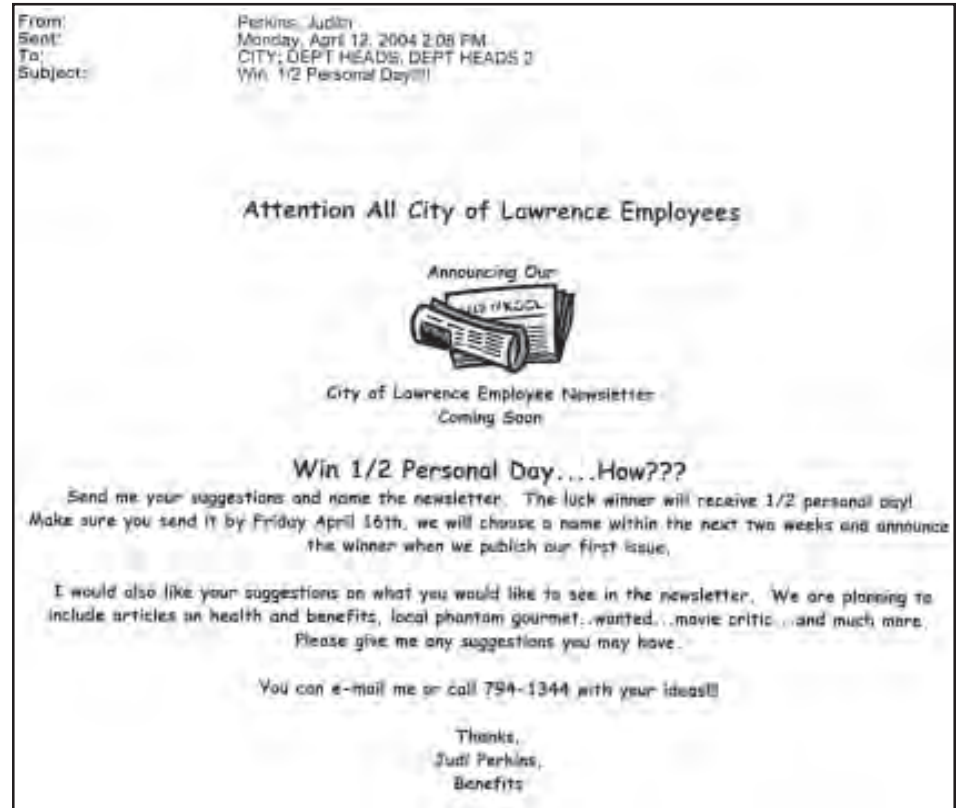 From: Perkins, Judith
Sent: Monday, April 12, 2004 2:08 PM
To: CITY; DEPT HEADS; DEPT HEADS 2
Subject: Win 1/2 Personal Day!!!!
Attention All City of Lawrence Employees
Announcing Our
City of Lawrence Employee Newsletter
Coming Soon
Win 1/2 Personal Day....How???
Send me your suggestions and name the newsletter. The luck winner will receive 1/2 personal day!
Make sure you send it by Friday April 16th, we will choose a name within the next two weeks and announce
the winner when we publish our first issue.
I would also like your suggestions on what you would like to see in the newsletter. We are planning to
include articles on health and benefits, local phantom gourmet..wanted...movie critic...and much more.
Please give me any suggestions you may have.
You can e-mail me or call 794-1344 with your ideas!!!
Thanks,
Judi Perkins,
Benefits